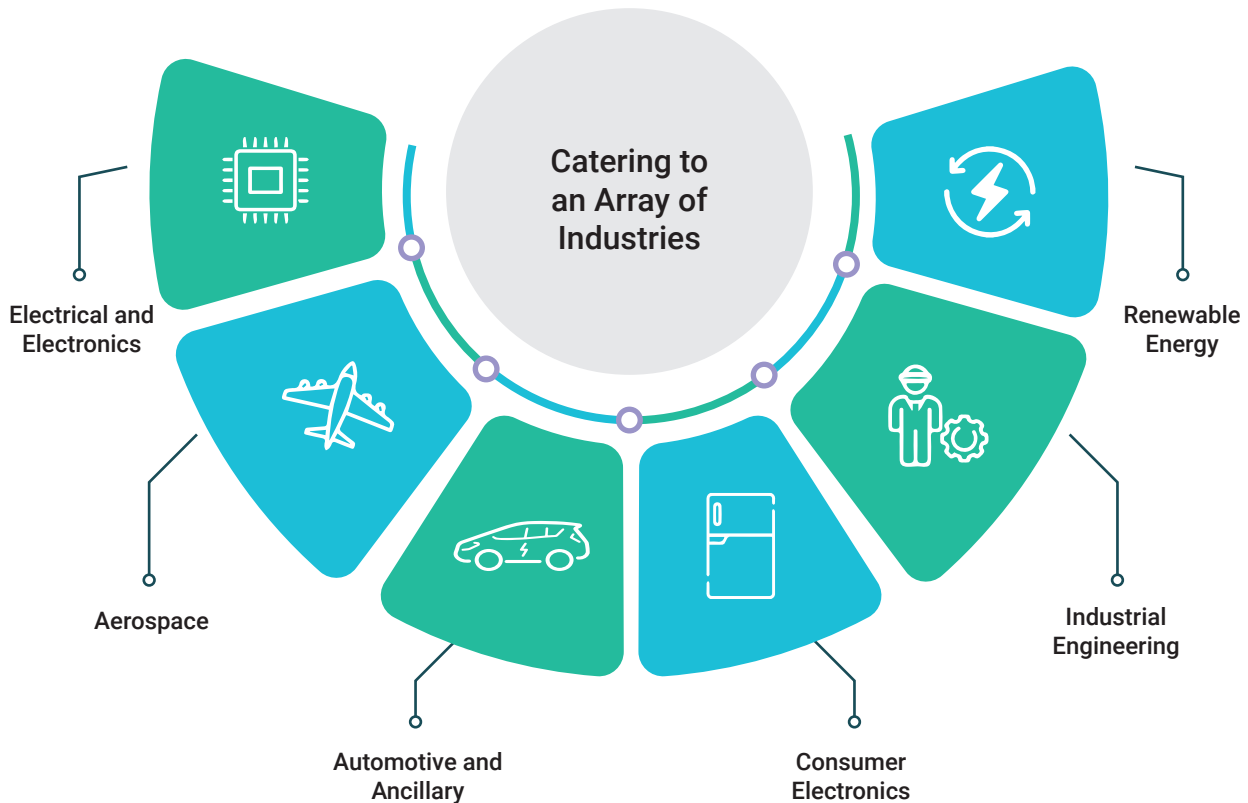 Catering to
an Array of
Industries
Electrical and
Electronics
Aerospace
Automotive and
Ancillary
Consumer
Electronics
Industrial
Engineering
Renewable
Energy